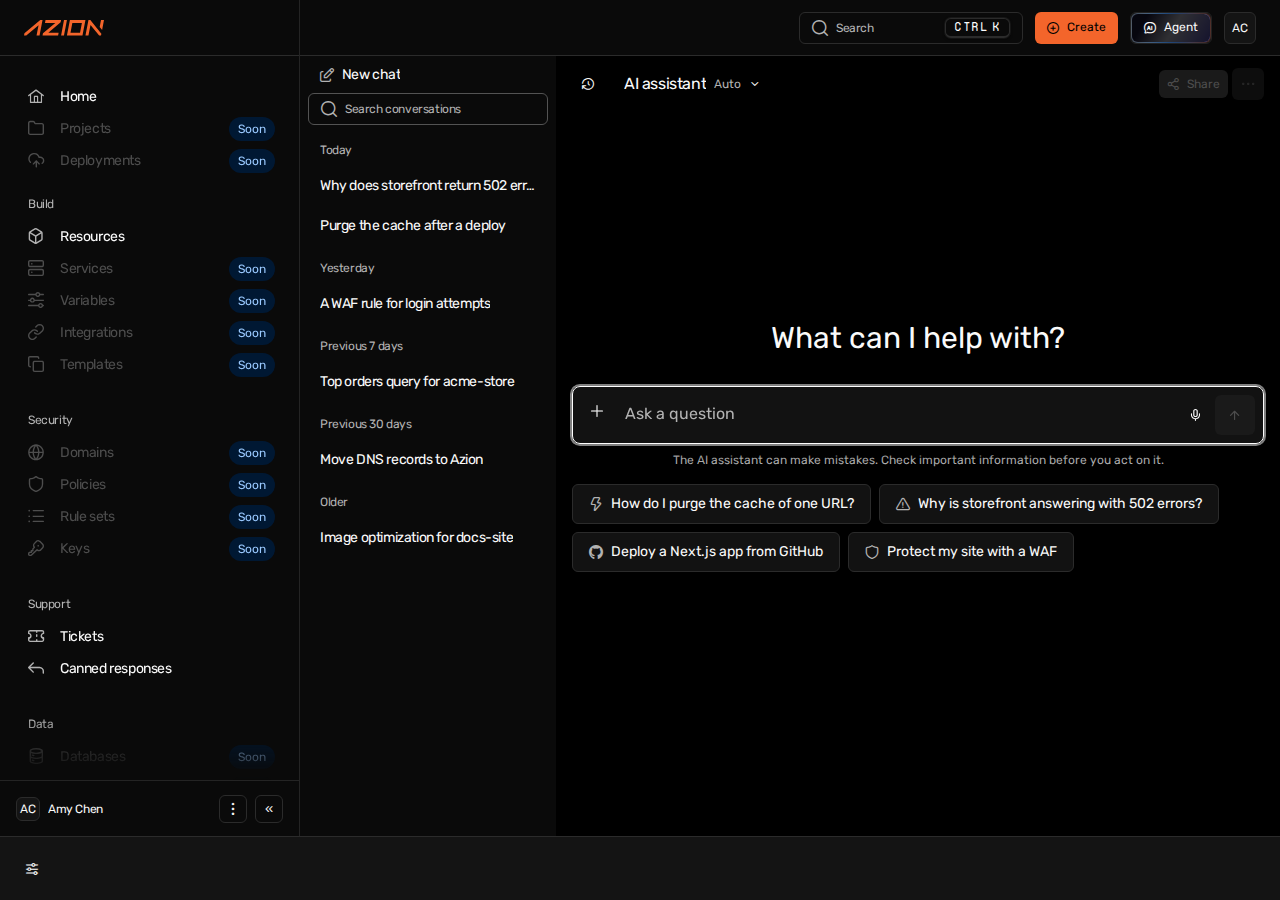 AZION
Search
CTRL K
Create
Agent
AC
Home
Projects
Soon
Deployments
Soon
Build
Resources
Services
Soon
Variables
Soon
Integrations
Soon
Templates
Soon
Security
Domains
Soon
Policies
Soon
Rule sets
Soon
Keys
Soon
Support
Tickets
Canned responses
Data
Databases
Soon
AC
Amy Chen
New chat
Search conversations
Today
Why does storefront return 502 err...
Purge the cache after a deploy
Yesterday
A WAF rule for login attempts
Previous 7 days
Top orders query for acme-store
Previous 30 days
Move DNS records to Azion
Older
Image optimization for docs-site
AI assistant
Auto
Share
What can I help with?
Ask a question
The AI assistant can make mistakes. Check important information before you act on it.
How do I purge the cache of one URL?
Why is storefront answering with 502 errors?
Deploy a Next.js app from GitHub
Protect my site with a WAF